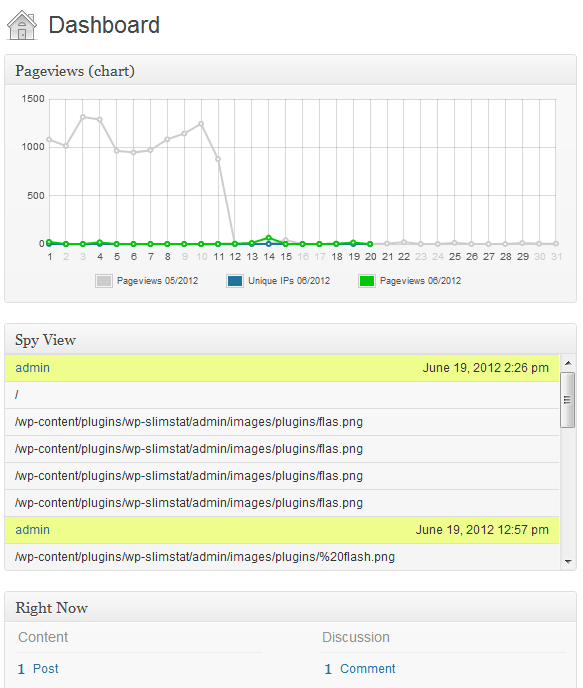 Dashboard
Pageviews (chart)
1500
1000
500
0
1 2 3 4 5 6 7 8 9 10 11 12 13 14 15 16 17 18 19 20 21 22 23 24 25 26 27 28 29 30 31
Pageviews 05/2012 Unique IPs 06/2012 Pageviews 06/2012
Spy View
admin June 19, 2012 2:26 pm
/
/wp-content/plugins/wp-slimstat/admin/images/plugins/flas.png
/wp-content/plugins/wp-slimstat/admin/images/plugins/flas.png
/wp-content/plugins/wp-slimstat/admin/images/plugins/flas.png
/wp-content/plugins/wp-slimstat/admin/images/plugins/flas.png
admin June 19, 2012 12:57 pm
/wp-content/plugins/wp-slimstat/admin/images/plugins/%20flash.png
Right Now
Content Discussion
1 Post 1 Comment